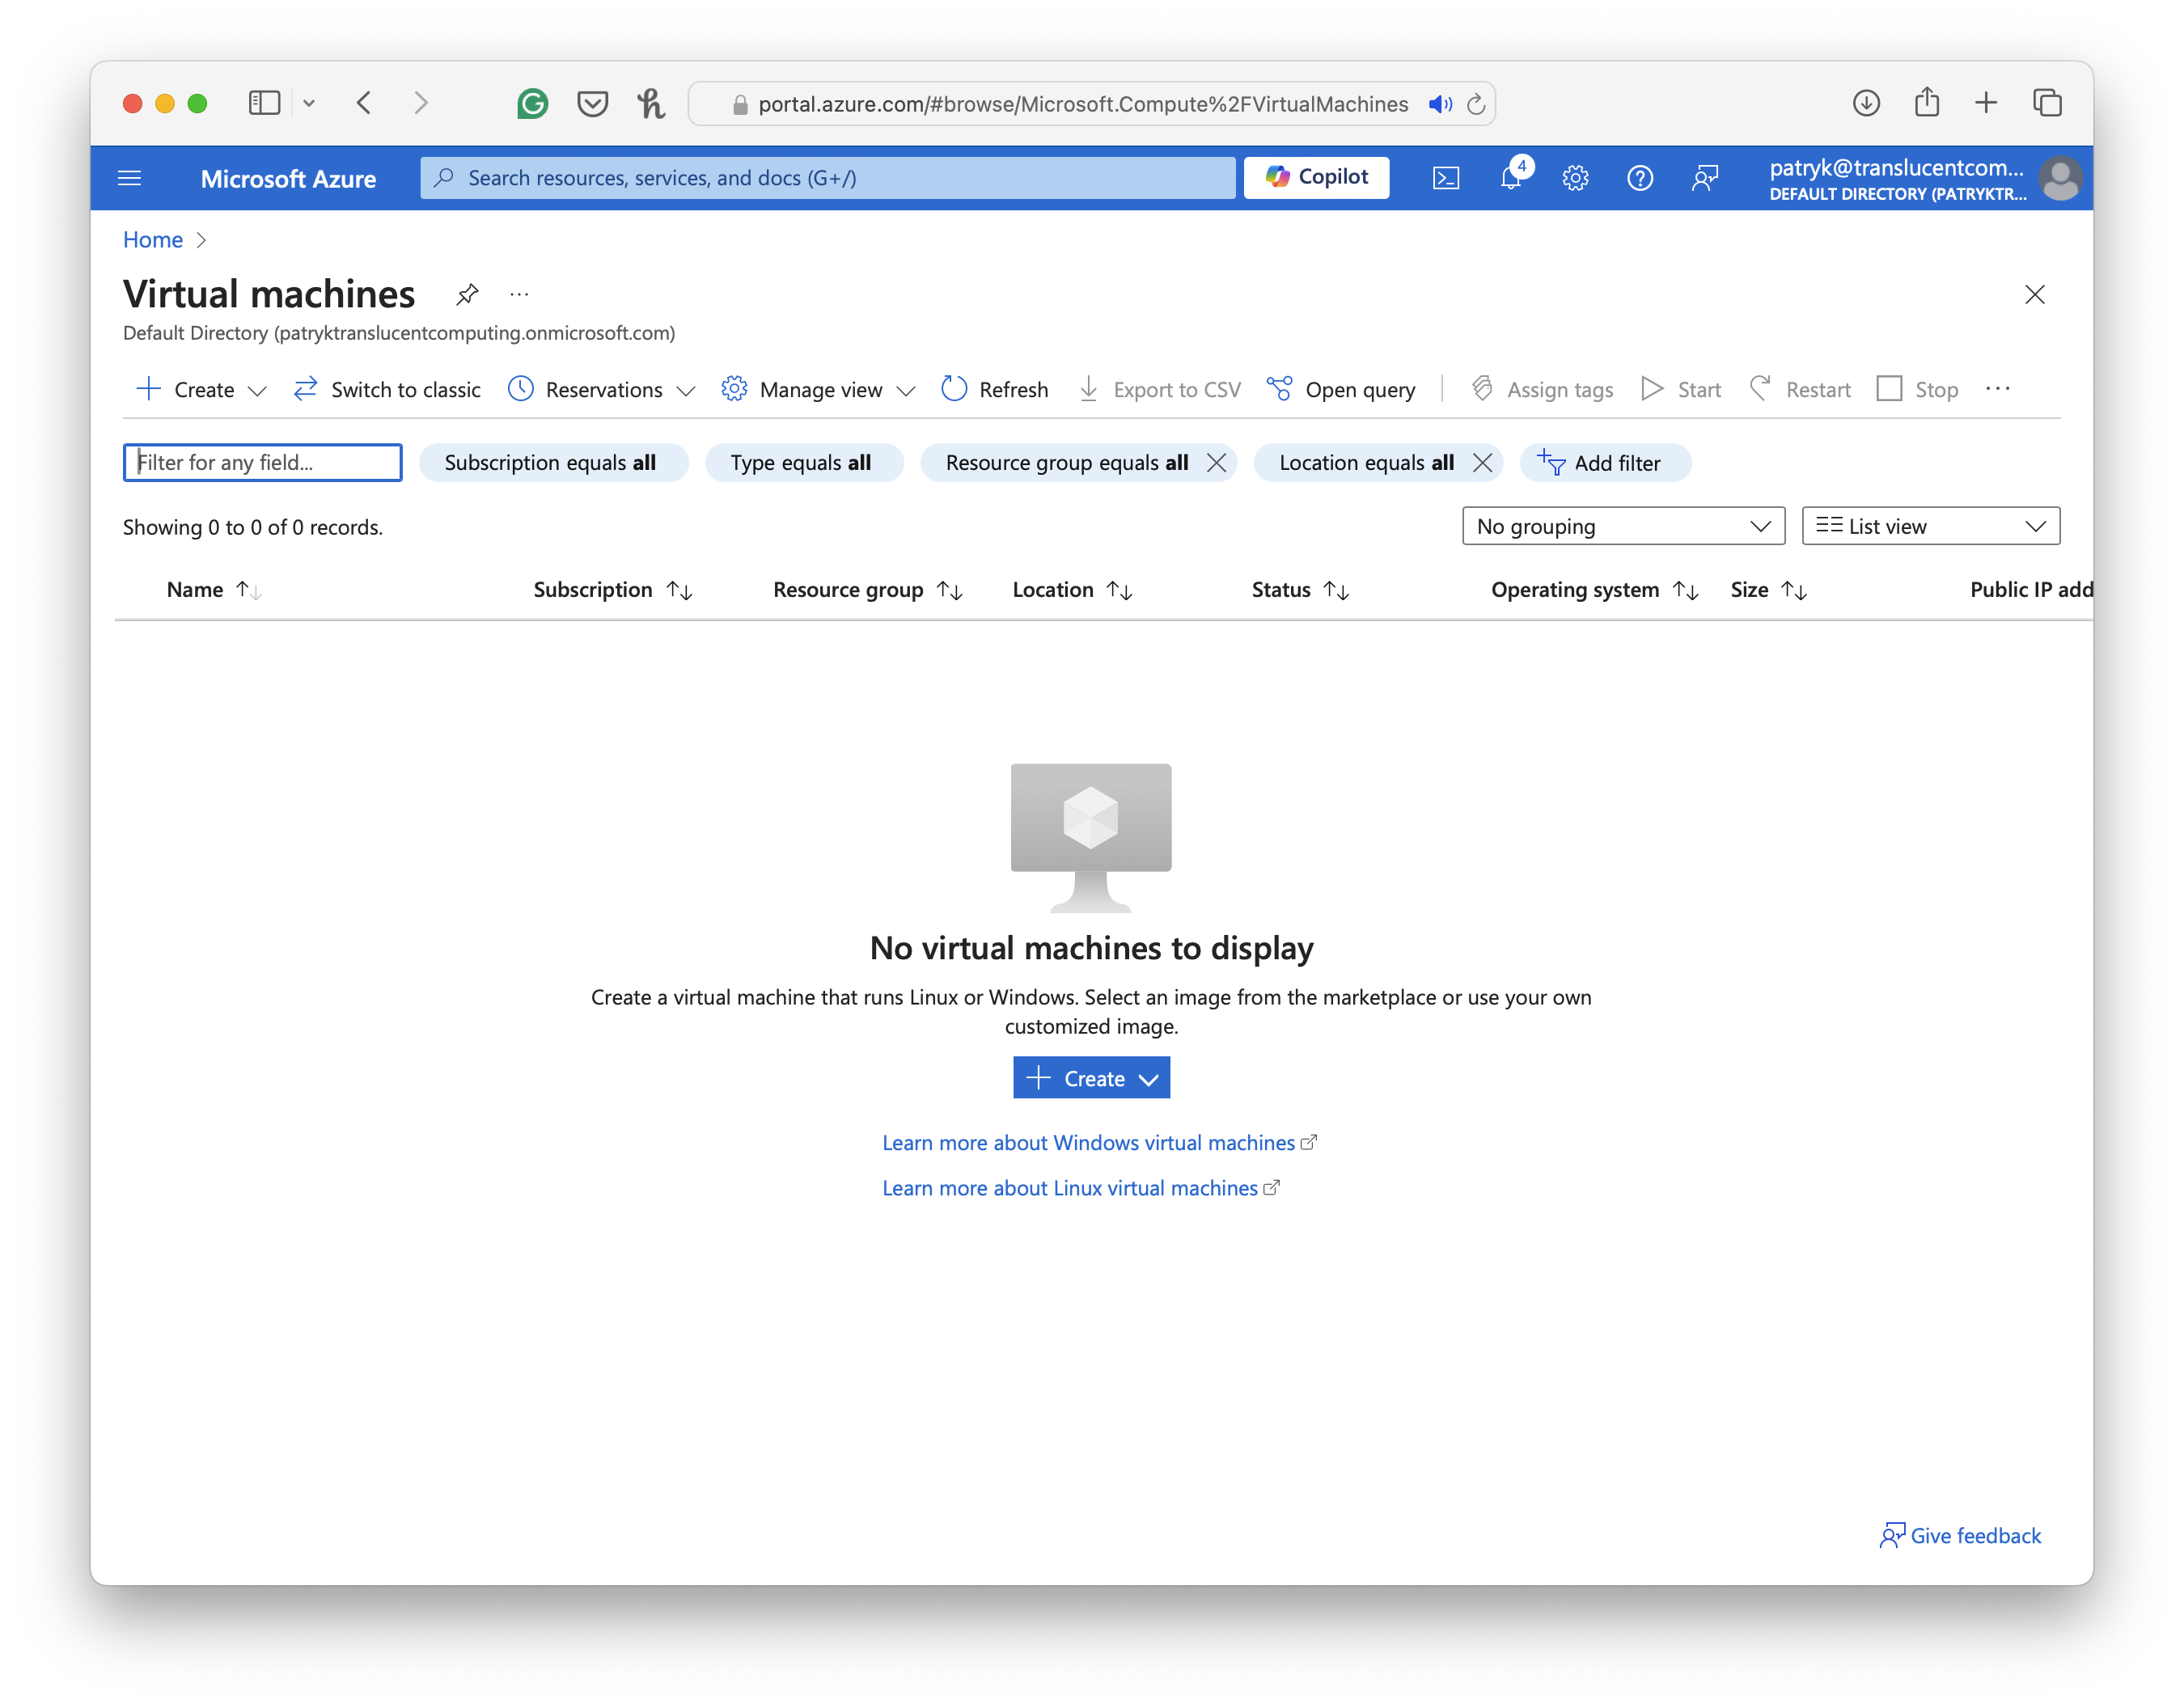 portal.azure.com/#browse/Microsoft.Compute%2FVirtualMachines
Microsoft Azure
Search resources, services, and docs (G+/)
Copilot
4
patryk@translucentcom...
DEFAULT DIRECTORY (PATRYKTR...
Home
Virtual machines
Default Directory (patryktranslucentcomputing.onmicrosoft.com)
Create Switch to classic Reservations Manage view Refresh Export to CSV Open query Assign tags Start Restart Stop
Filter for any field... Subscription equals all Type equals all Resource group equals all Location equals all Add filter
Showing 0 to 0 of 0 records. No grouping List view
Name Subscription Resource group Location Status Operating system Size Public IP add
No virtual machines to display
Create a virtual machine that runs Linux or Windows. Select an image from the marketplace or use your own
customized image.
Create
Learn more about Windows virtual machines
Learn more about Linux virtual machines
Give feedback